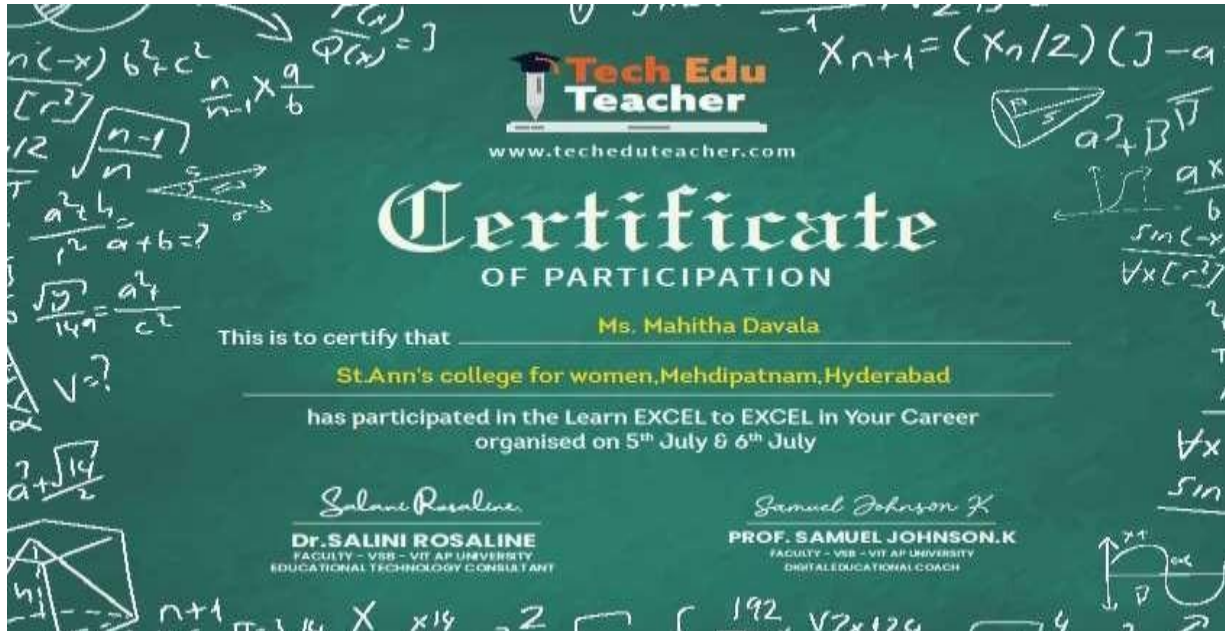 Tech Edu
Teacher
www.techeduteacher.com
Certificate
OF PARTICIPATION
This is to certify that Ms. Mahitha Davala
St.Ann's college for women,Mehdipatnam,Hyderabad
has participated in the Learn EXCEL to EXCEL in Your Career
organised on 5th July & 6th July
Salani Rosaline Samuel Johnson K
Dr.SALINI ROSALINE PROF. SAMUEL JOHNSON.K
FACULTY - VSB - VIT AP UNIVERSITY FACULTY - VSB - VIT AP UNIVERSITY
EDUCATIONAL TECHNOLOGY CONSULTANT DIGITAL EDUCATIONAL COACH